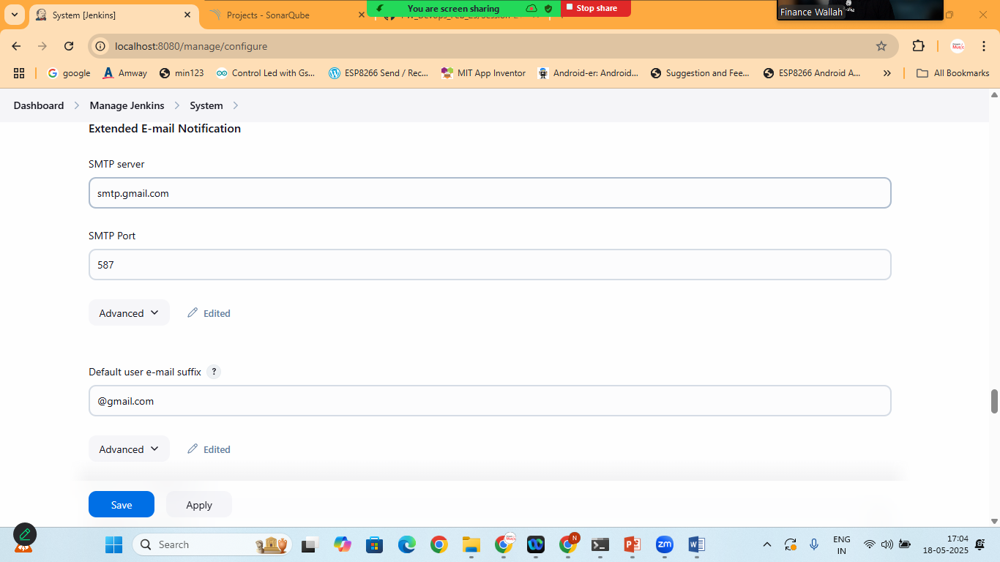 System [Jenkins]
Projects - SonarQube
You are screen sharing
Stop share
Finance Wallah
localhost:8080/manage/configure
google
Amway
min123
Control Led with Gs...
ESP8266 Send / Rec...
MIT App Inventor
Android-er: Android...
Suggestion and Fee...
ESP8266 Android A...
All Bookmarks
Dashboard > Manage Jenkins > System >
Extended E-mail Notification
SMTP server
smtp.gmail.com
SMTP Port
587
Advanced
Edited
Default user e-mail suffix ?
@gmail.com
Advanced
Edited
Save
Apply
Search
N
zm
ENG
IN
17:04
18-05-2025